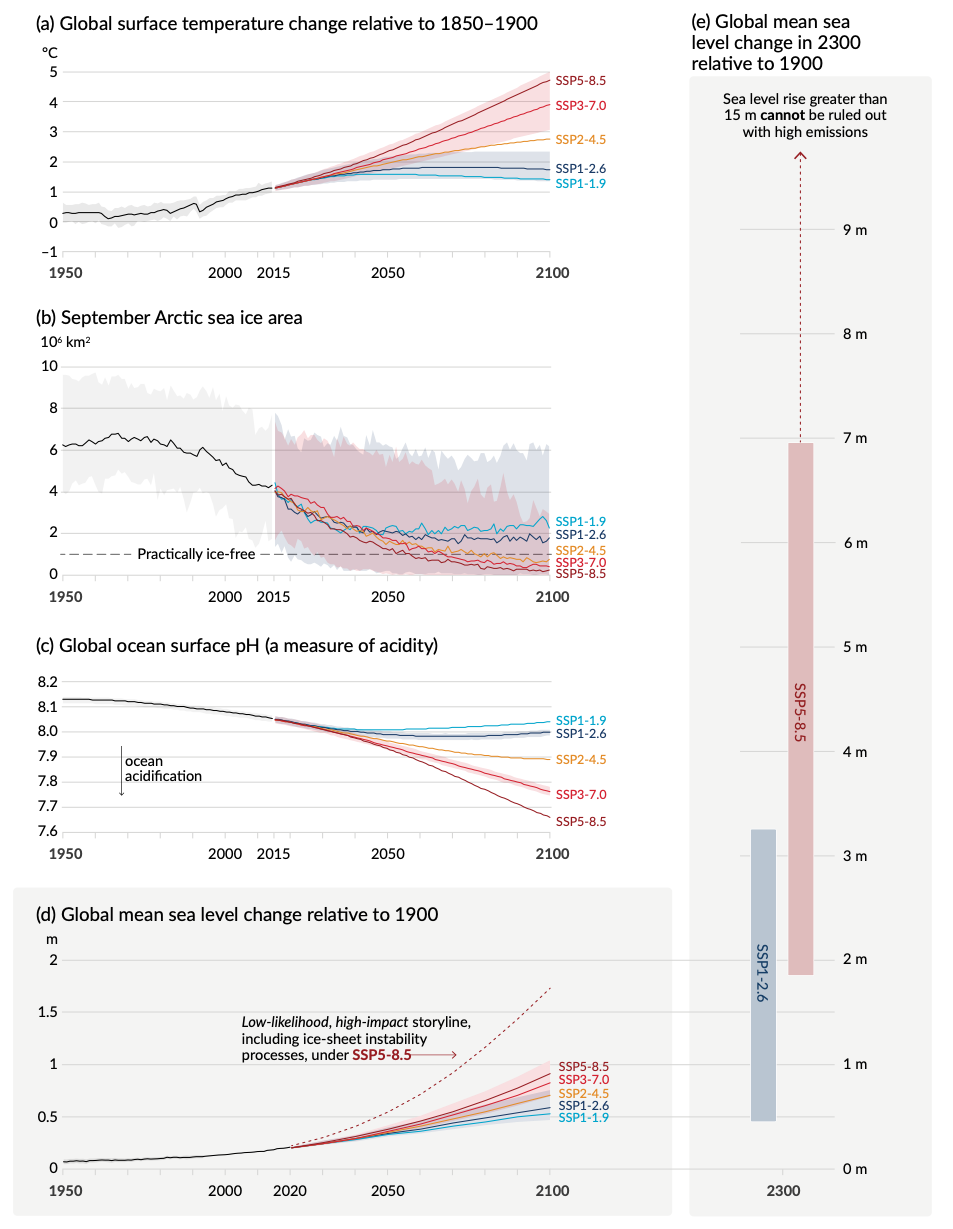 (a) Global surface temperature change relative to 1850–1900
°C
5
4
3
2
1
0
–1
1950
2000
2015
2050
2100
SSP5-8.5
SSP3-7.0
SSP2-4.5
SSP1-2.6
SSP1-1.9
(b) September Arctic sea ice area
10⁶ km²
10
8
6
4
2
0
Practically ice-free
1950
2000
2015
2050
2100
SSP1-1.9
SSP1-2.6
SSP2-4.5
SSP3-7.0
SSP5-8.5
(c) Global ocean surface pH (a measure of acidity)
8.2
8.1
8.0
7.9
7.8
7.7
7.6
ocean
acidification
1950
2000
2015
2050
2100
SSP1-1.9
SSP1-2.6
SSP2-4.5
SSP3-7.0
SSP5-8.5
(d) Global mean sea level change relative to 1900
m
2
1.5
1
0.5
0
Low-likelihood, high-impact storyline,
including ice-sheet instability
processes, under SSP5-8.5
1950
2000
2020
2050
2100
SSP5-8.5
SSP3-7.0
SSP2-4.5
SSP1-2.6
SSP1-1.9
(e) Global mean sea
level change in 2300
relative to 1900
Sea level rise greater than
15 m cannot be ruled out
with high emissions
9 m
8 m
7 m
6 m
5 m
4 m
3 m
2 m
1 m
0 m
SSP5-8.5
SSP1-2.6
2300